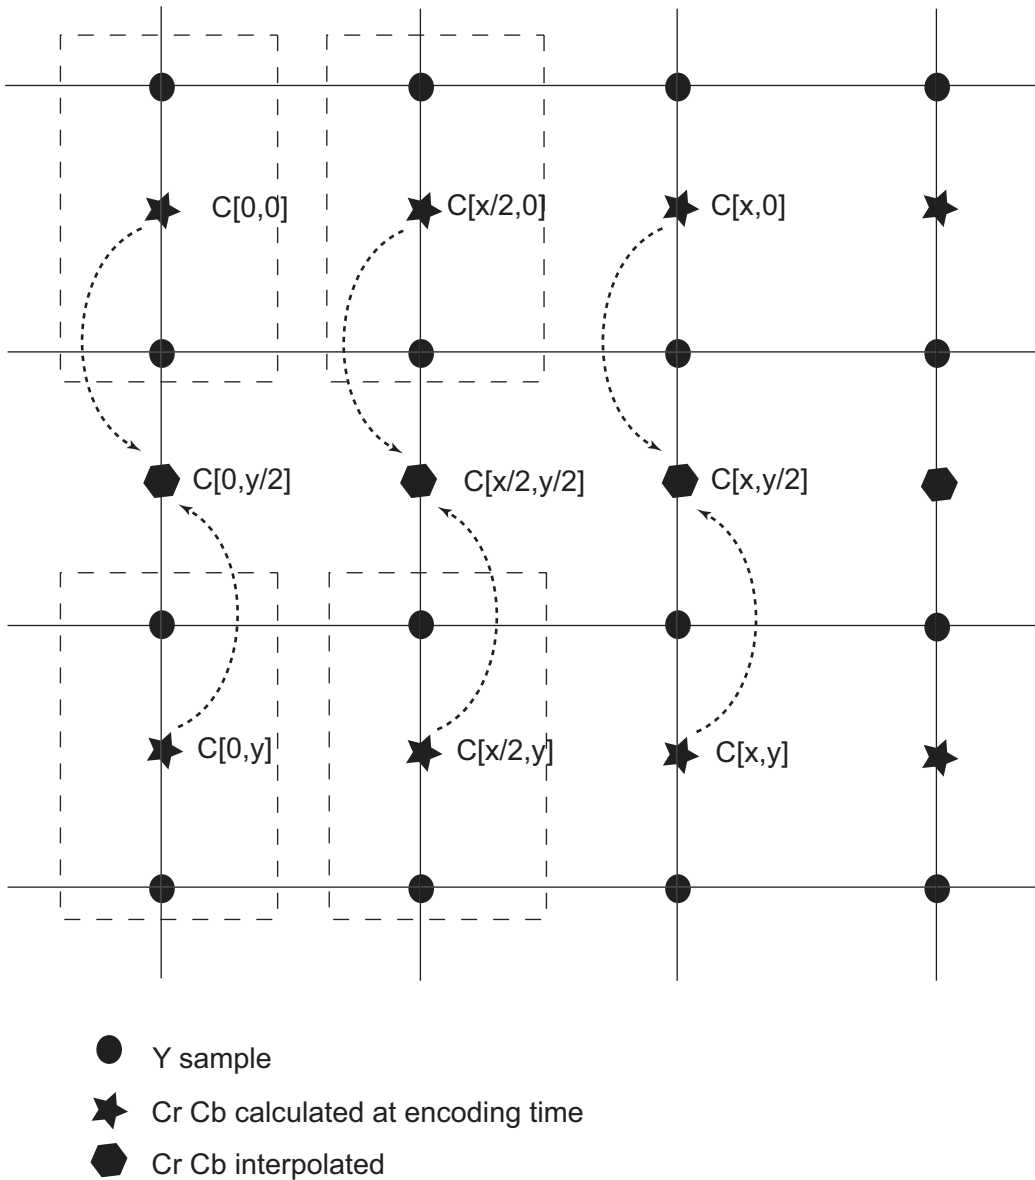 C[0,0] C[x/2,0] C[x,0]
C[0,y/2] C[x/2,y/2] C[x,y/2]
C[0,y] C[x/2,y] C[x,y]
Y sample
Cr Cb calculated at encoding time
Cr Cb interpolated